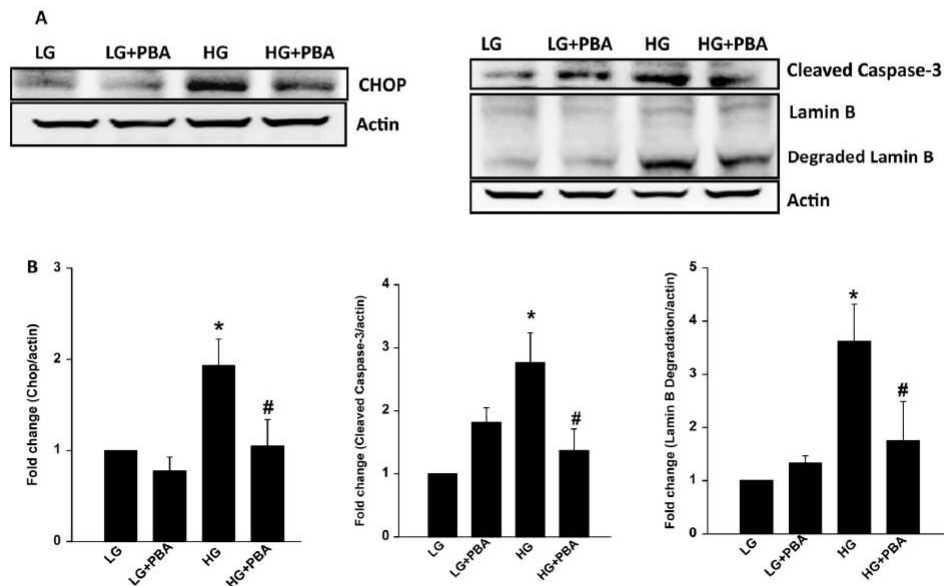 A
LG LG+PBA HG HG+PBA
CHOP
Actin
LG LG+PBA HG HG+PBA
Cleaved Caspase-3
Lamin B
Degraded Lamin B
Actin
B
Fold change (Chop/actin)
3
2
1
0
*
#
LG LG+PBA HG HG+PBA
Fold change (Cleaved Caspase-3/actin)
4
3
2
1
0
*
#
LG LG+PBA HG HG+PBA
Fold change (Lamin B Degradation/actin)
5
4
3
2
1
0
*
#
LG LG+PBA HG HG+PBA